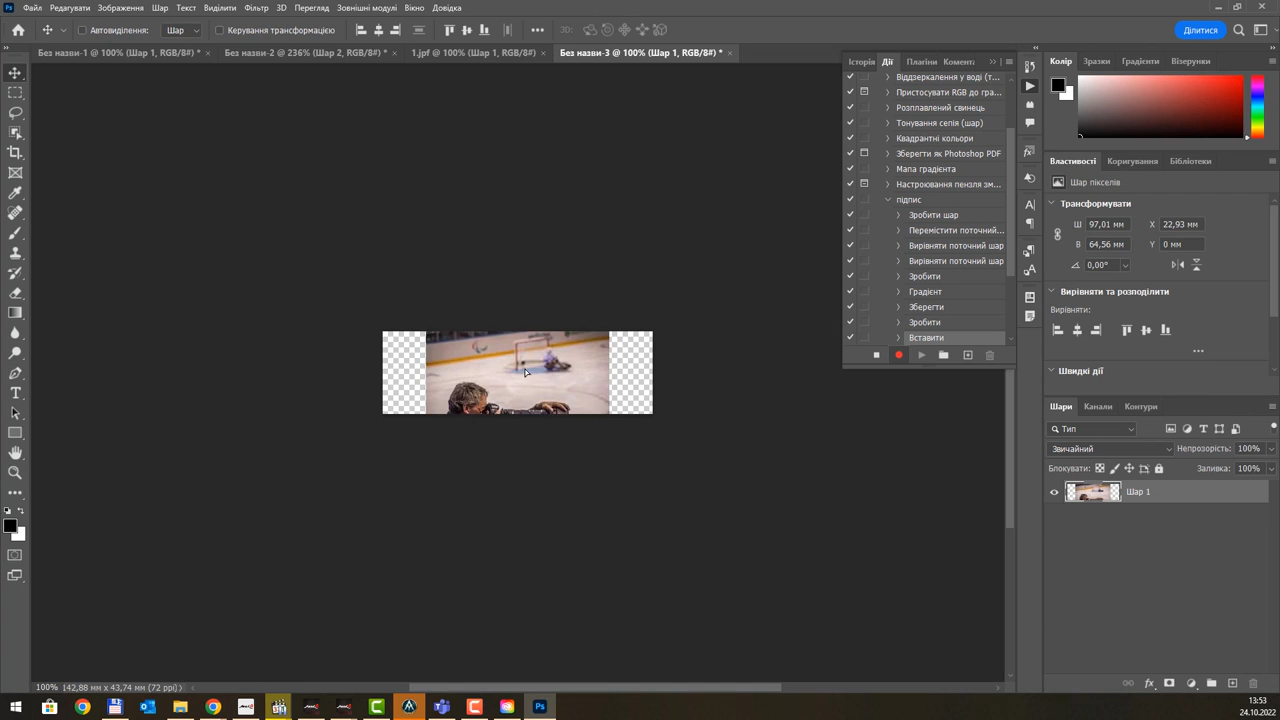 Файл Редагувати Зображення Шар Текст Виділити Фільтр 3D Перегляд Зовнішні модулі Вікно Довідка
Автовиділення: Шар Керування трансформацією 3D: Ділитися
Без назви-1 @ 100% (Шар 1, RGB/8#) * Без назви-2 @ 236% (Шар 2, RGB/8#) * 1.jpf @ 100% (Шар 1, RGB/8#) Без назви-3 @ 100% (Шар 1, RGB/8#) *
Історія Дії Плагіни Комента
Віддзеркалення у воді (т...
Пристосувати RGB до гра...
Розплавлений свинець
Тонування сепія (шар)
Квадрантні кольори
Зберегти як Photoshop PDF
Мапа градієнта
Настроювання пензля зм...
підпис
Зробити шар
Перемістити поточний...
Вирівняти поточний шар
Вирівняти поточний шар
Зробити
Градієнт
Зберегти
Зробити
Вставити
Колір Зразки Градієнти Візерунки
Властивості Коригування Бібліотеки
Шар пікселів
Трансформувати
Ш 97,01 мм X 22,93 мм
В 64,56 мм Y 0 мм
0,00°
Вирівняти та розподілити
Вирівняти:
Швидкі дії
Шари Канали Контури
Тип
Звичайний Непрозорість: 100%
Блокувати: Заливка: 100%
Шар 1
100% 142,88 мм x 43,74 мм (72 ppi)
13:53
24.10.2022